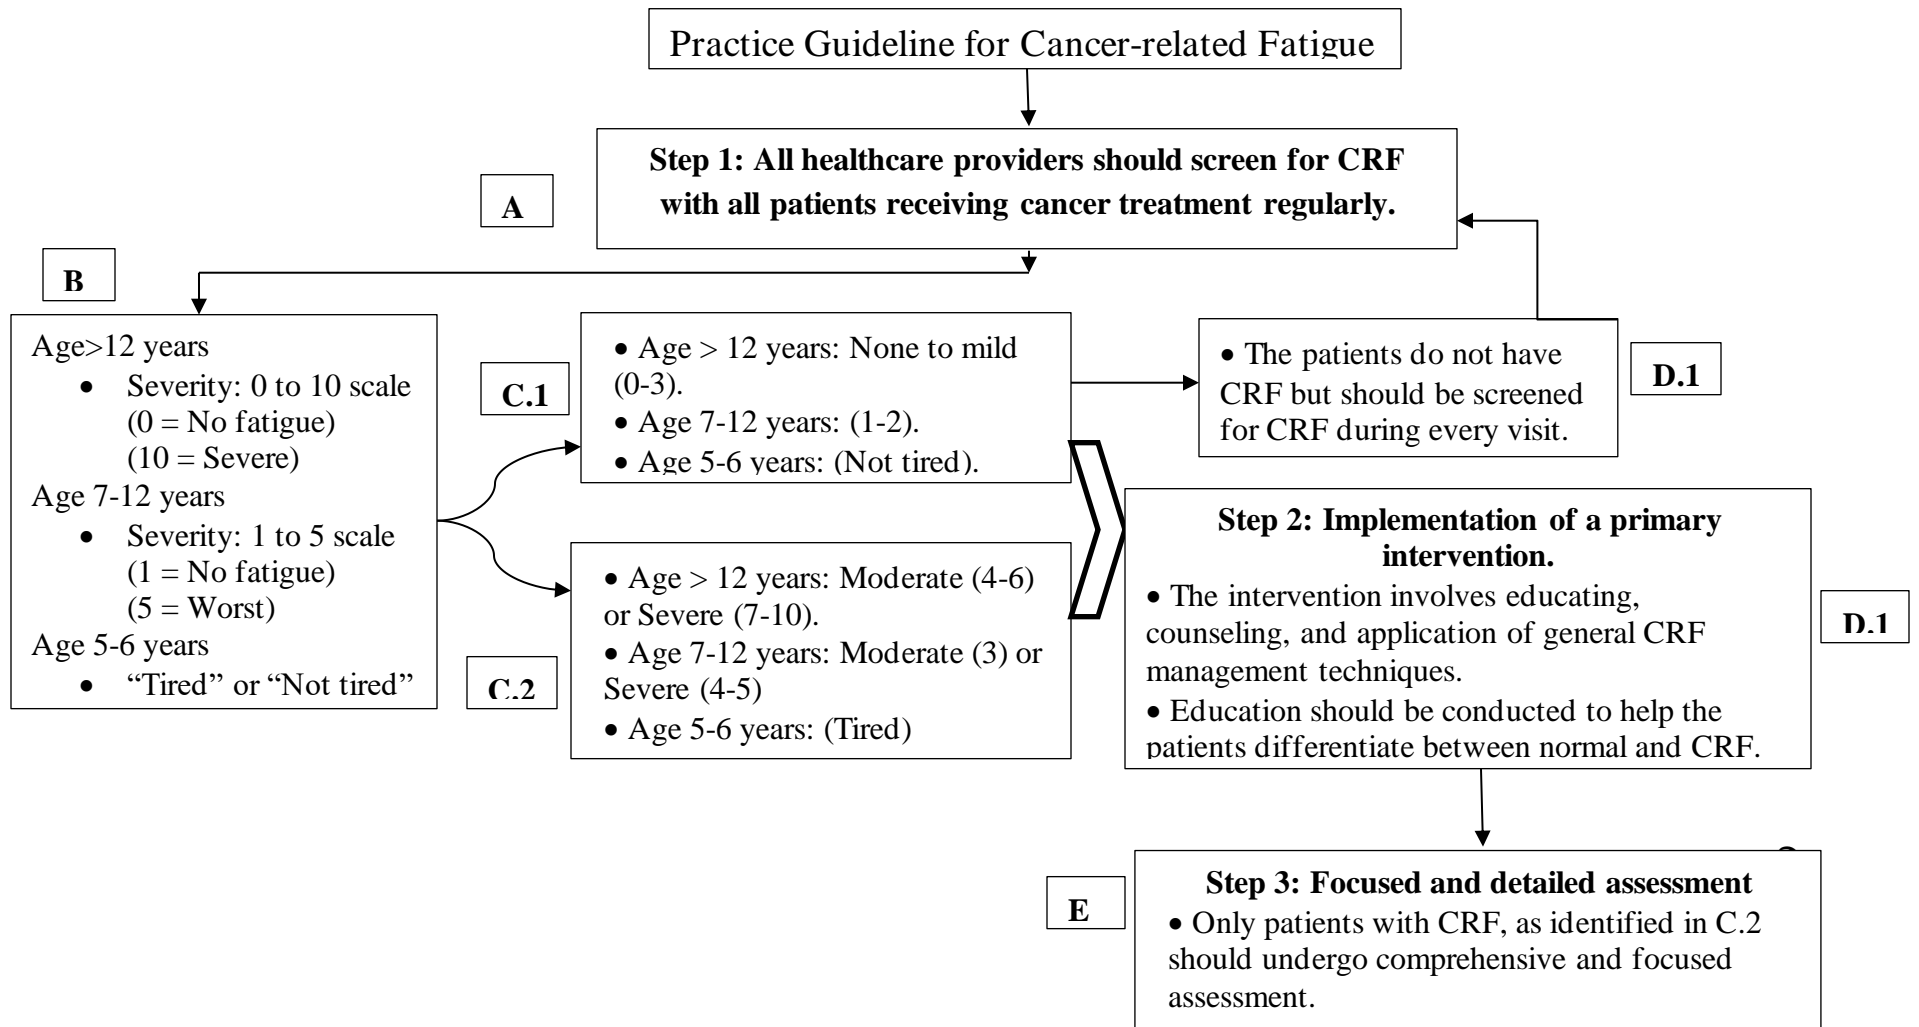 Practice Guideline for Cancer-related Fatigue
Step 1: All healthcare providers should screen for CRF
with all patients receiving cancer treatment regularly.
A
B
Age>12 years
• Severity: 0 to 10 scale
(0 = No fatigue)
(10 = Severe)
Age 7-12 years
• Severity: 1 to 5 scale
(1 = No fatigue)
(5 = Worst)
Age 5-6 years
• “Tired” or “Not tired”
C.1
• Age > 12 years: None to mild
(0-3).
• Age 7-12 years: (1-2).
• Age 5-6 years: (Not tired).
• The patients do not have
CRF but should be screened
for CRF during every visit.
D.1
C.2
• Age > 12 years: Moderate (4-6)
or Severe (7-10).
• Age 7-12 years: Moderate (3) or
Severe (4-5)
• Age 5-6 years: (Tired)
Step 2: Implementation of a primary
intervention.
• The intervention involves educating,
counseling, and application of general CRF
management techniques.
• Education should be conducted to help the
patients differentiate between normal and CRF.
D.1
E
Step 3: Focused and detailed assessment
• Only patients with CRF, as identified in C.2
should undergo comprehensive and focused
assessment.